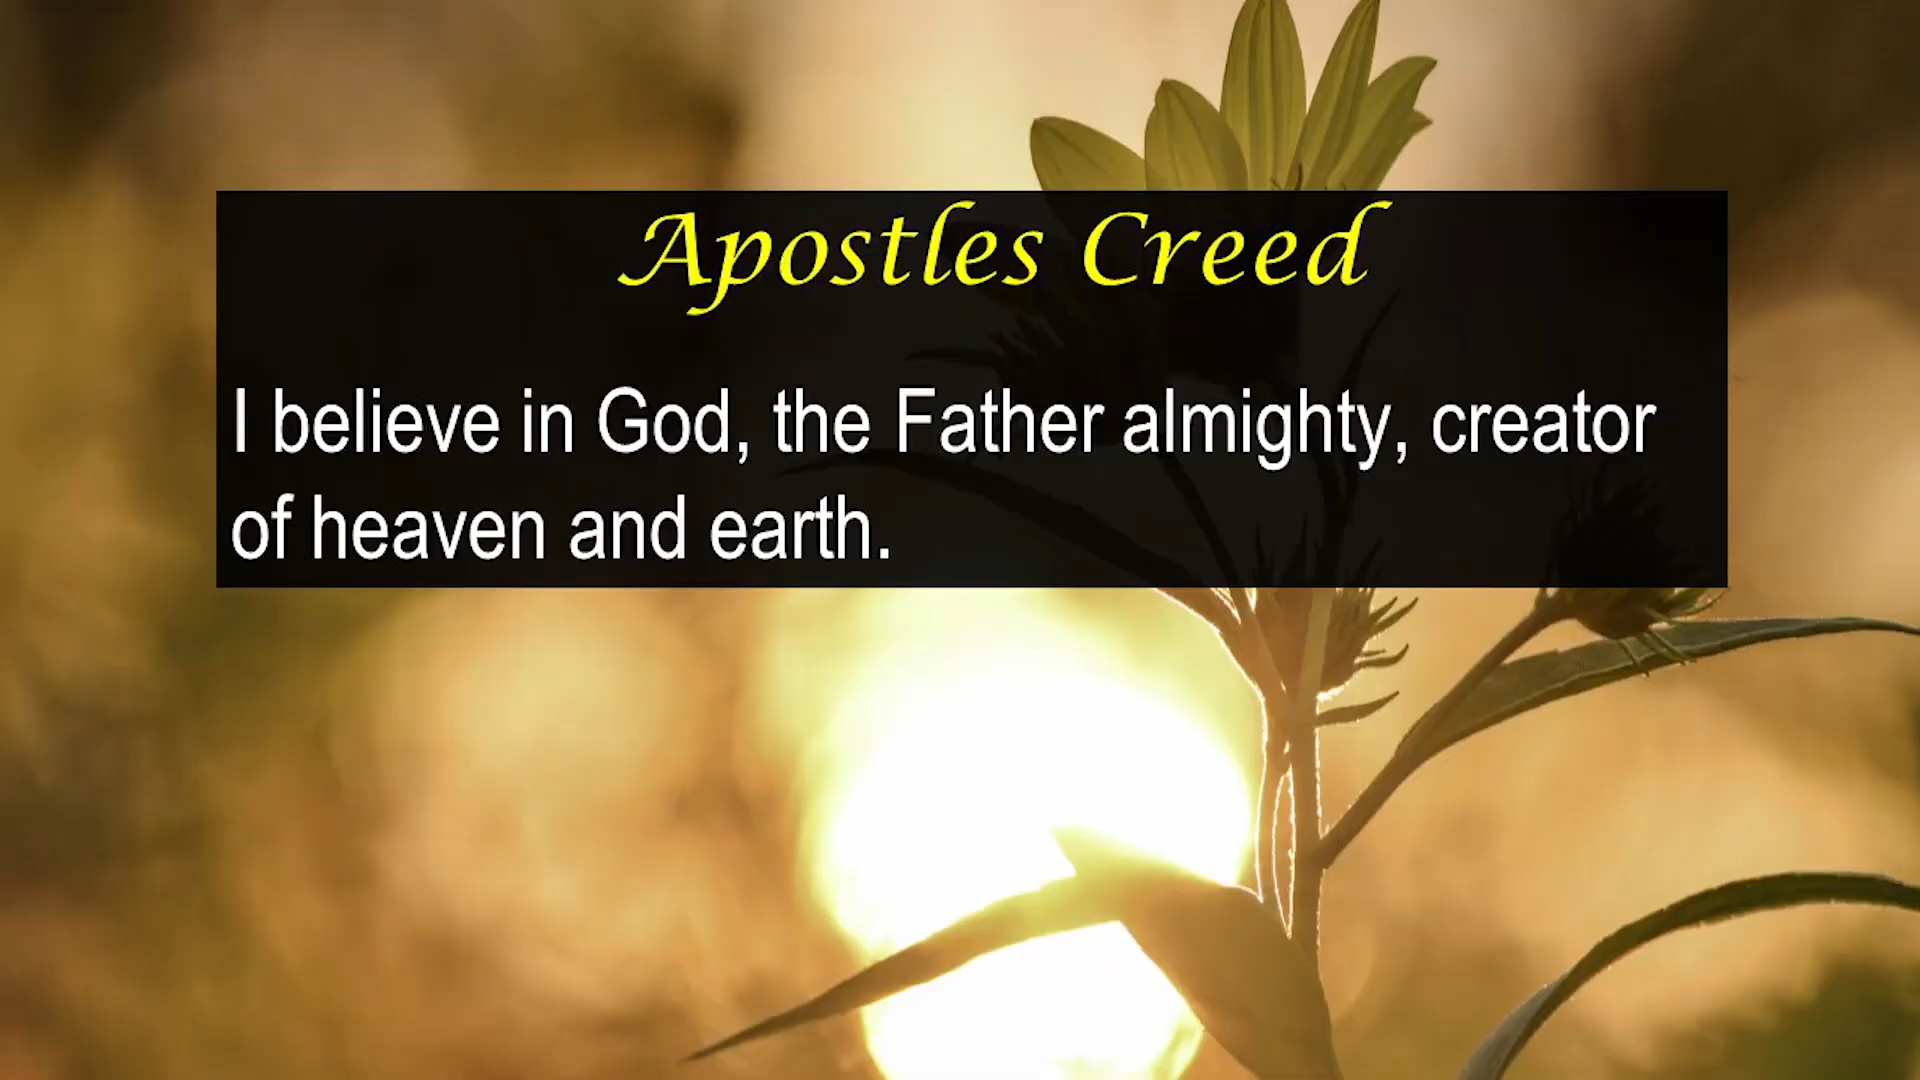 Apostles Creed
I believe in God, the Father almighty, creator
of heaven and earth.